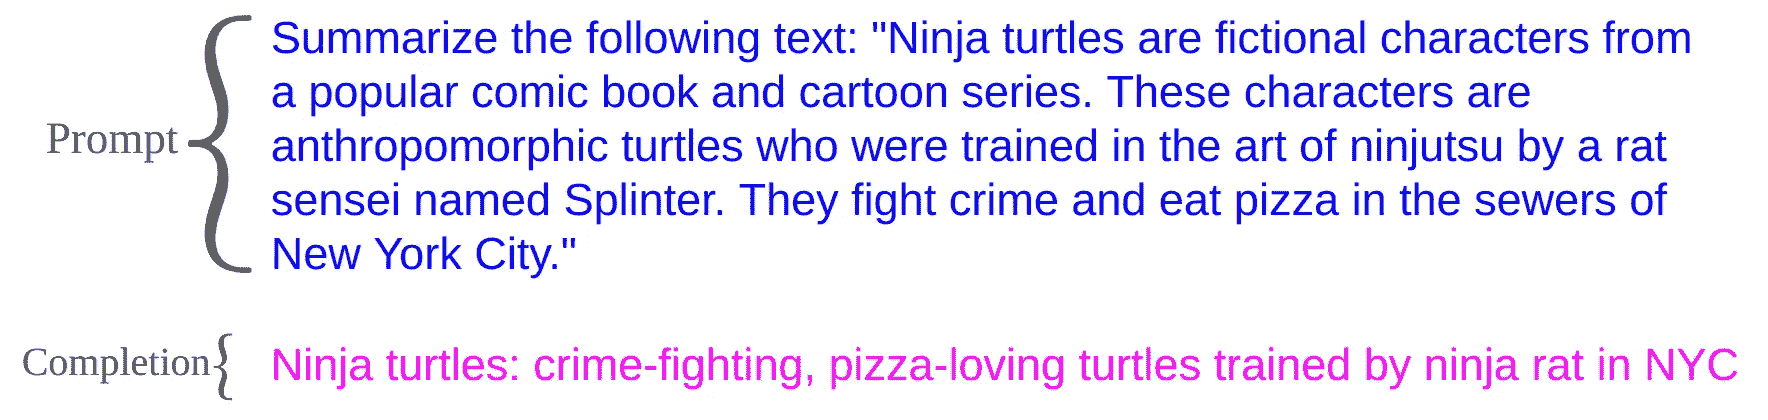 Prompt
Summarize the following text: "Ninja turtles are fictional characters from
a popular comic book and cartoon series. These characters are
anthropomorphic turtles who were trained in the art of ninjutsu by a rat
sensei named Splinter. They fight crime and eat pizza in the sewers of
New York City."
Completion
Ninja turtles: crime-fighting, pizza-loving turtles trained by ninja rat in NYC